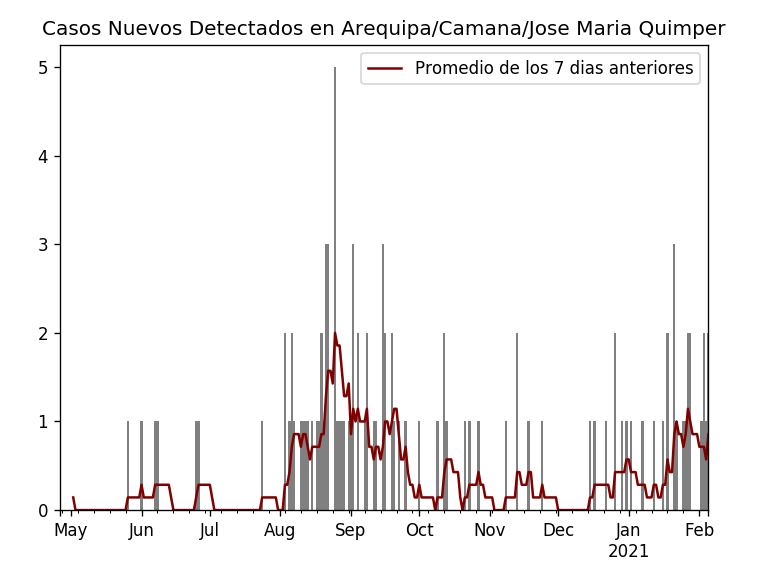 Casos Nuevos Detectados en Arequipa/Camana/Jose Maria Quimper
Promedio de los 7 dias anteriores
5
4
3
2
1
0
May Jun Jul Aug Sep Oct Nov Dec Jan Feb
2021